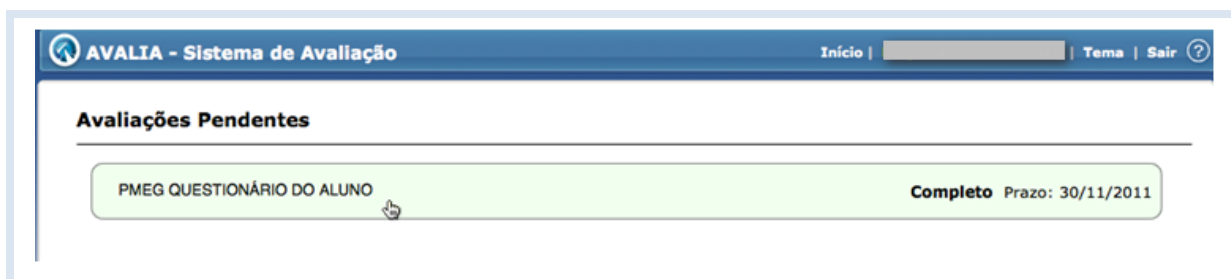 AVALIA - Sistema de Avaliação Início | | Tema | Sair ?
Avaliações Pendentes
PMEG QUESTIONÁRIO DO ALUNO Completo Prazo: 30/11/2011